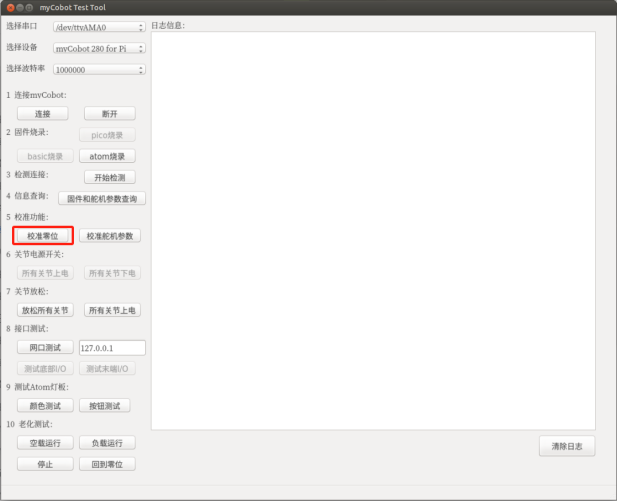 myCobot Test Tool
选择串口 /dev/ttyAMA0
日志信息:
选择设备 myCobot 280 for Pi
选择波特率 1000000
1 连接myCobot:
连接 断开
2 固件烧录: pico烧录
basic烧录 atom烧录
3 检测连接: 开始检测
4 信息查询: 固件和舵机参数查询
5 校准功能:
校准零位 校准舵机参数
6 关节电源开关:
所有关节上电 所有关节下电
7 关节放松:
放松所有关节 所有关节上电
8 接口测试:
网口测试 127.0.0.1
测试底部I/O 测试末端I/O
9 测试Atom灯板:
颜色测试 按钮测试
10 老化测试:
空载运行 负载运行
清除日志
停止 回到零位